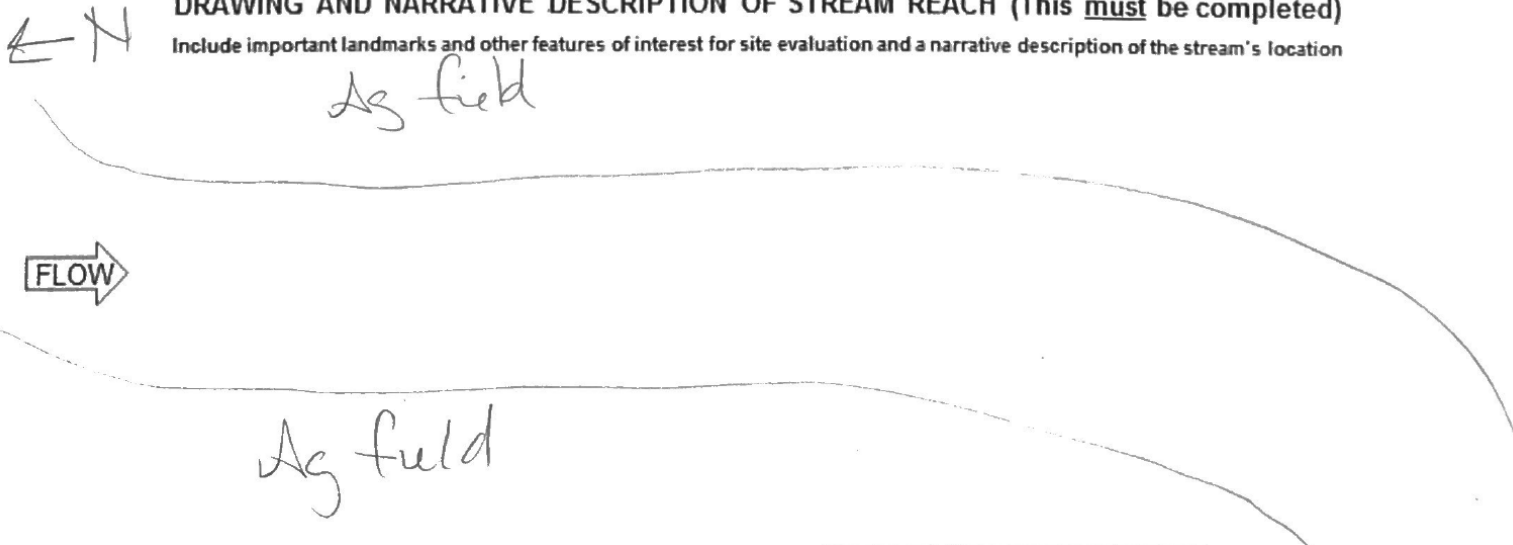 DRAWING AND NARRATIVE DESCRIPTION OF STREAM REACH (This must be completed)
N
Include important landmarks and other features of interest for site evaluation and a narrative description of the stream's location
Ag field
FLOW
Ag field